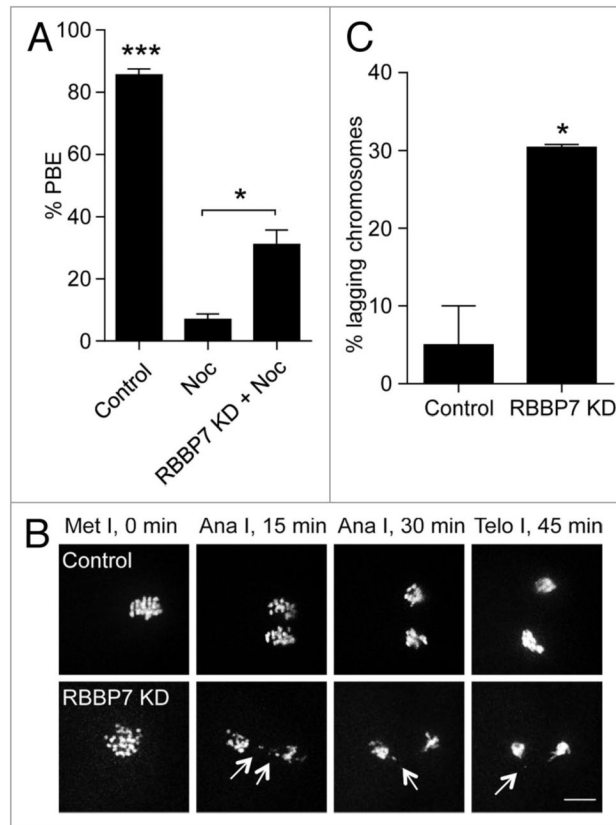 A
***
100
80
60
40
20
0
% PBE
*
Control
Noc
RBBP7 KD + Noc
C
40
30
20
10
0
% lagging chromosomes
*
Control RBBP7 KD
B
Met I, 0 min Ana I, 15 min Ana I, 30 min Telo I, 45 min
Control
RBBP7 KD